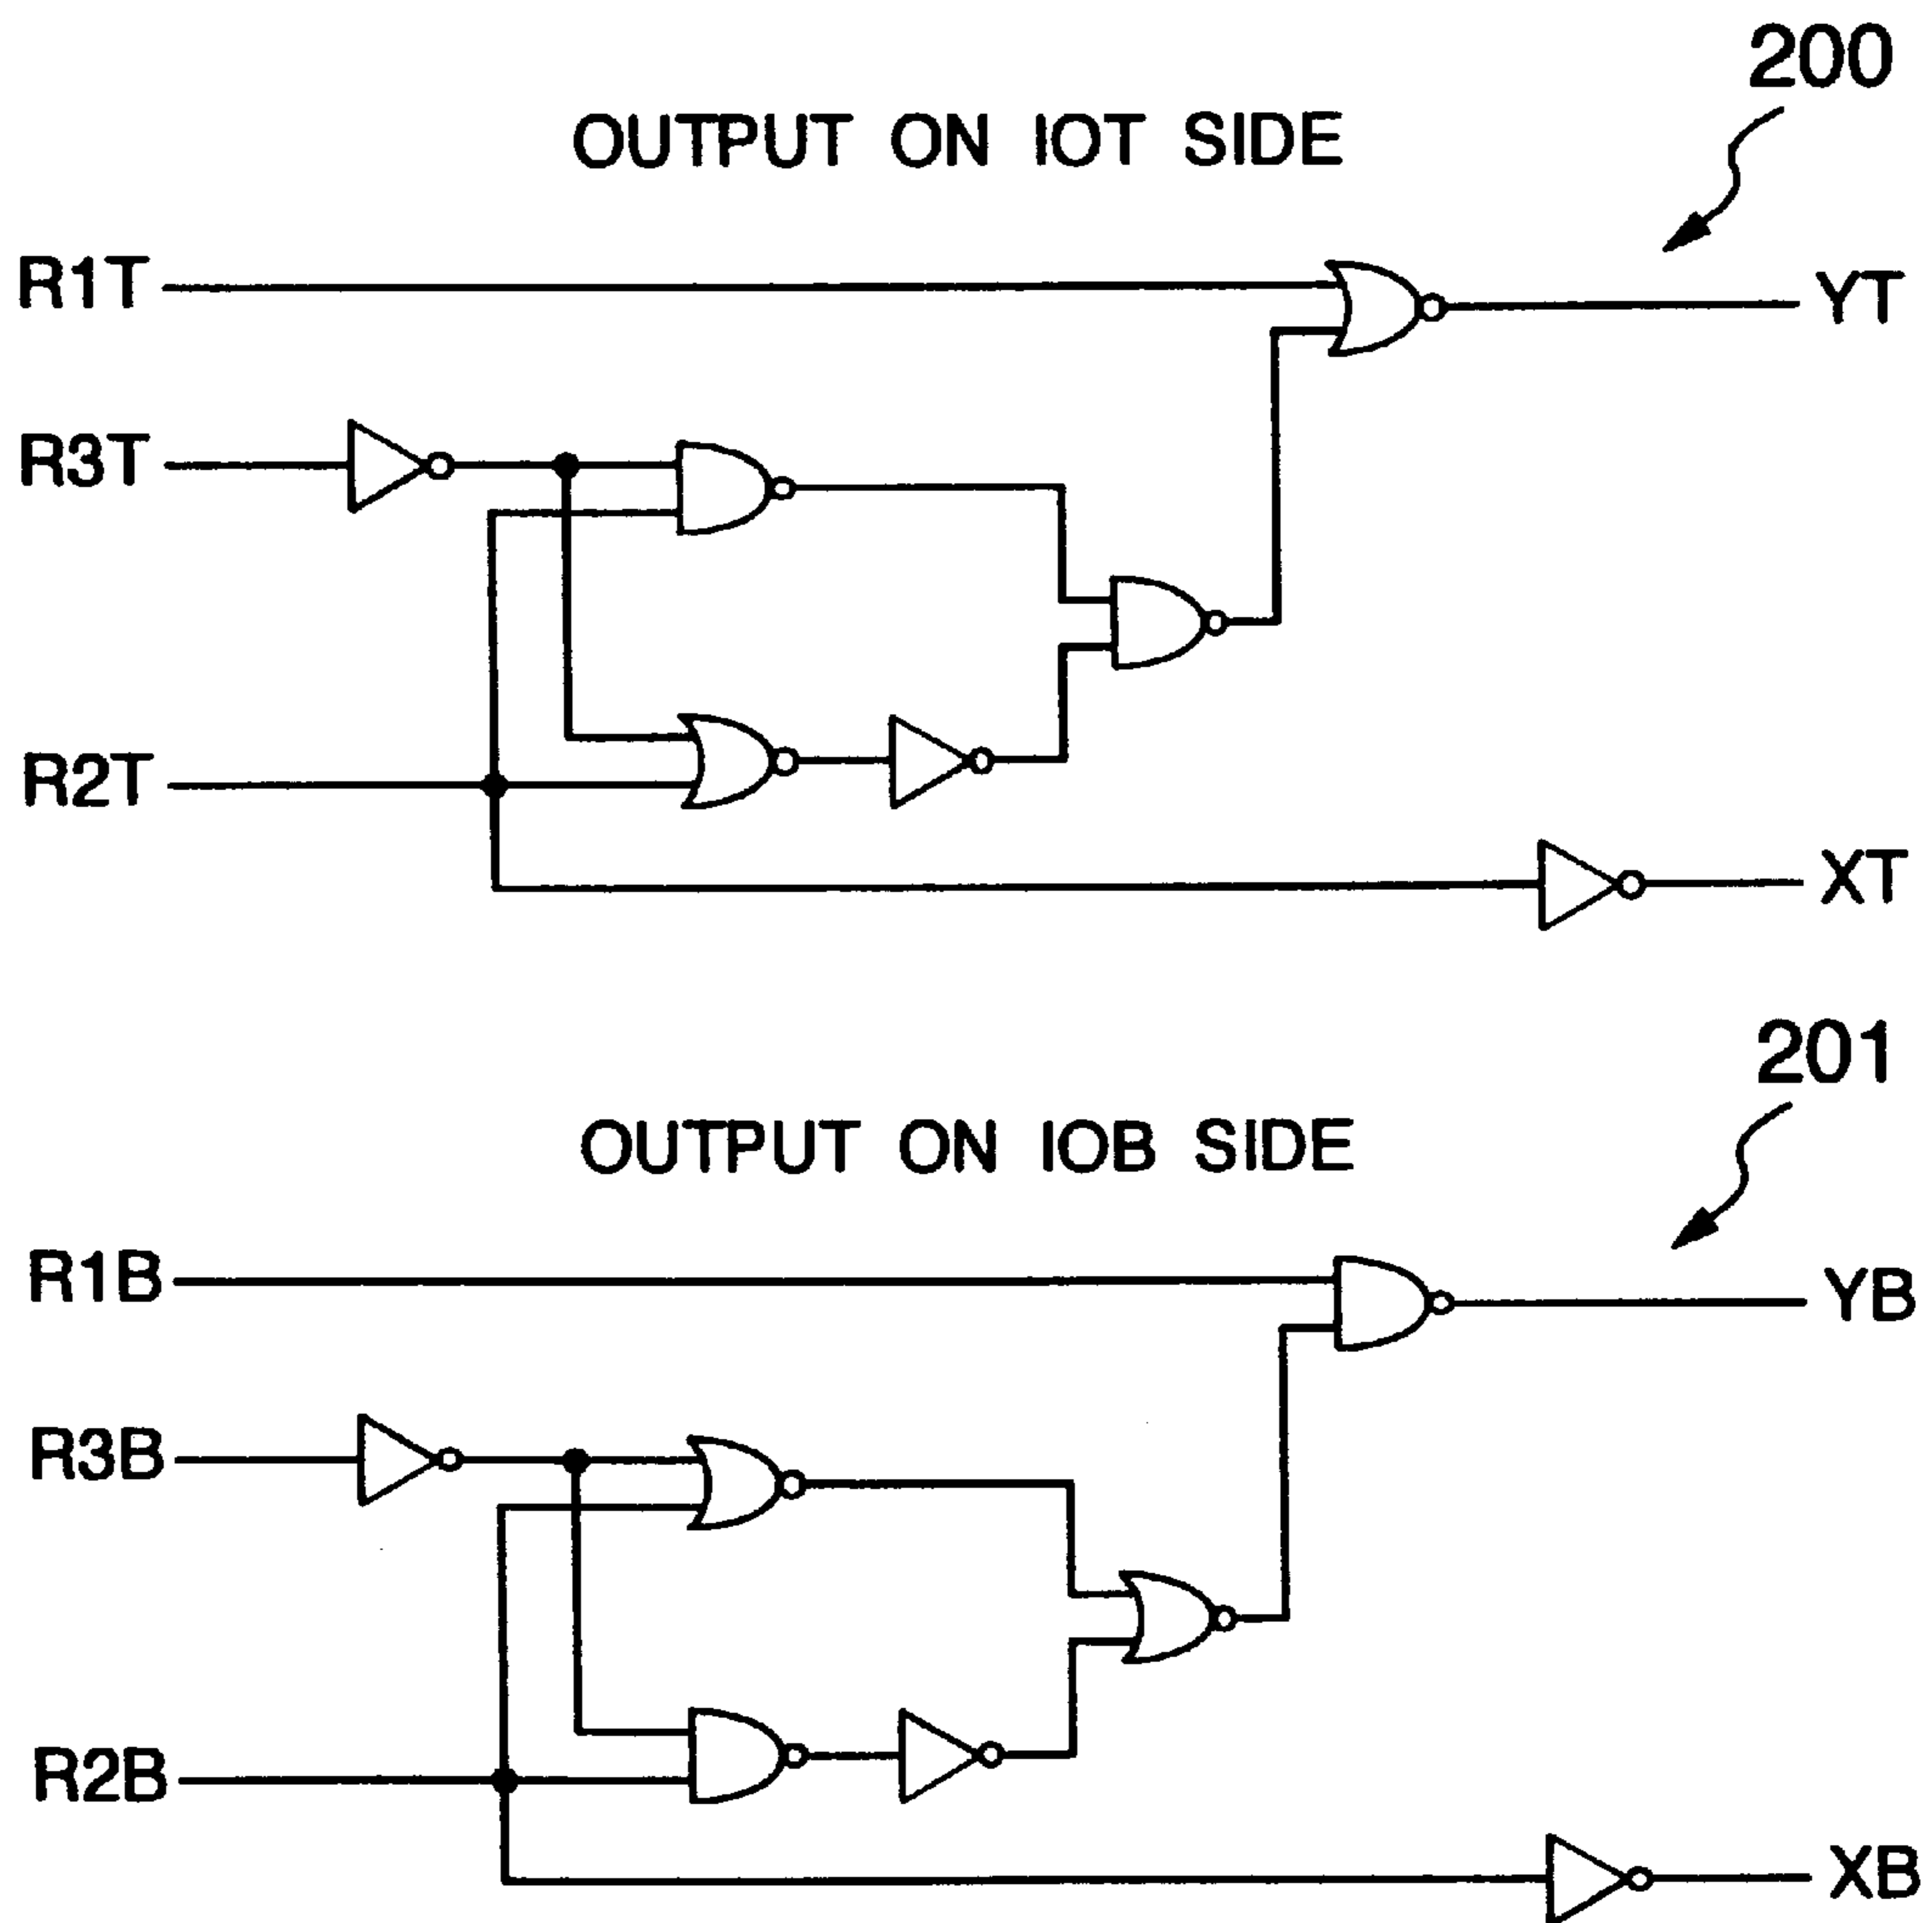 200
OUTPUT ON IOT SIDE
R1T
YT
R3T
R2T
XT
201
OUTPUT ON IOB SIDE
R1B
YB
R3B
R2B
XB